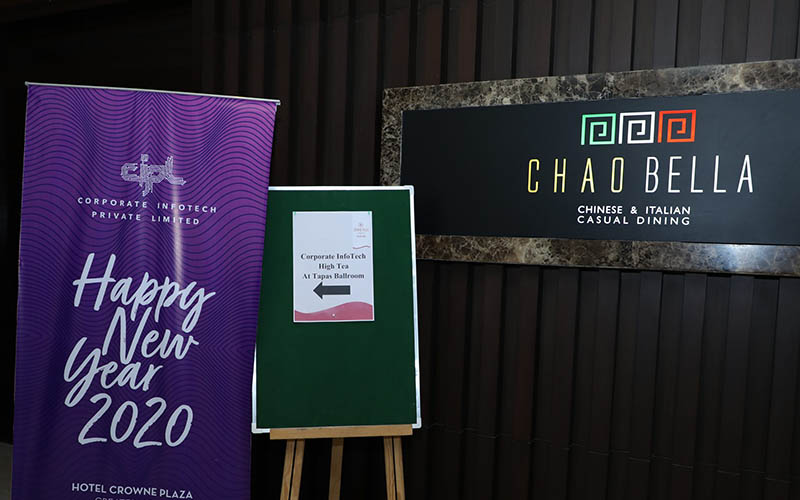 cipl
CORPORATE INFOTECH
PRIVATE LIMITED
Happy
New
Year
2020
HOTEL CROWNE PLAZA
Corporate InfoTech
High Tea
At Tapas Ballroom
CHAO BELLA
CHINESE & ITALIAN
CASUAL DINING